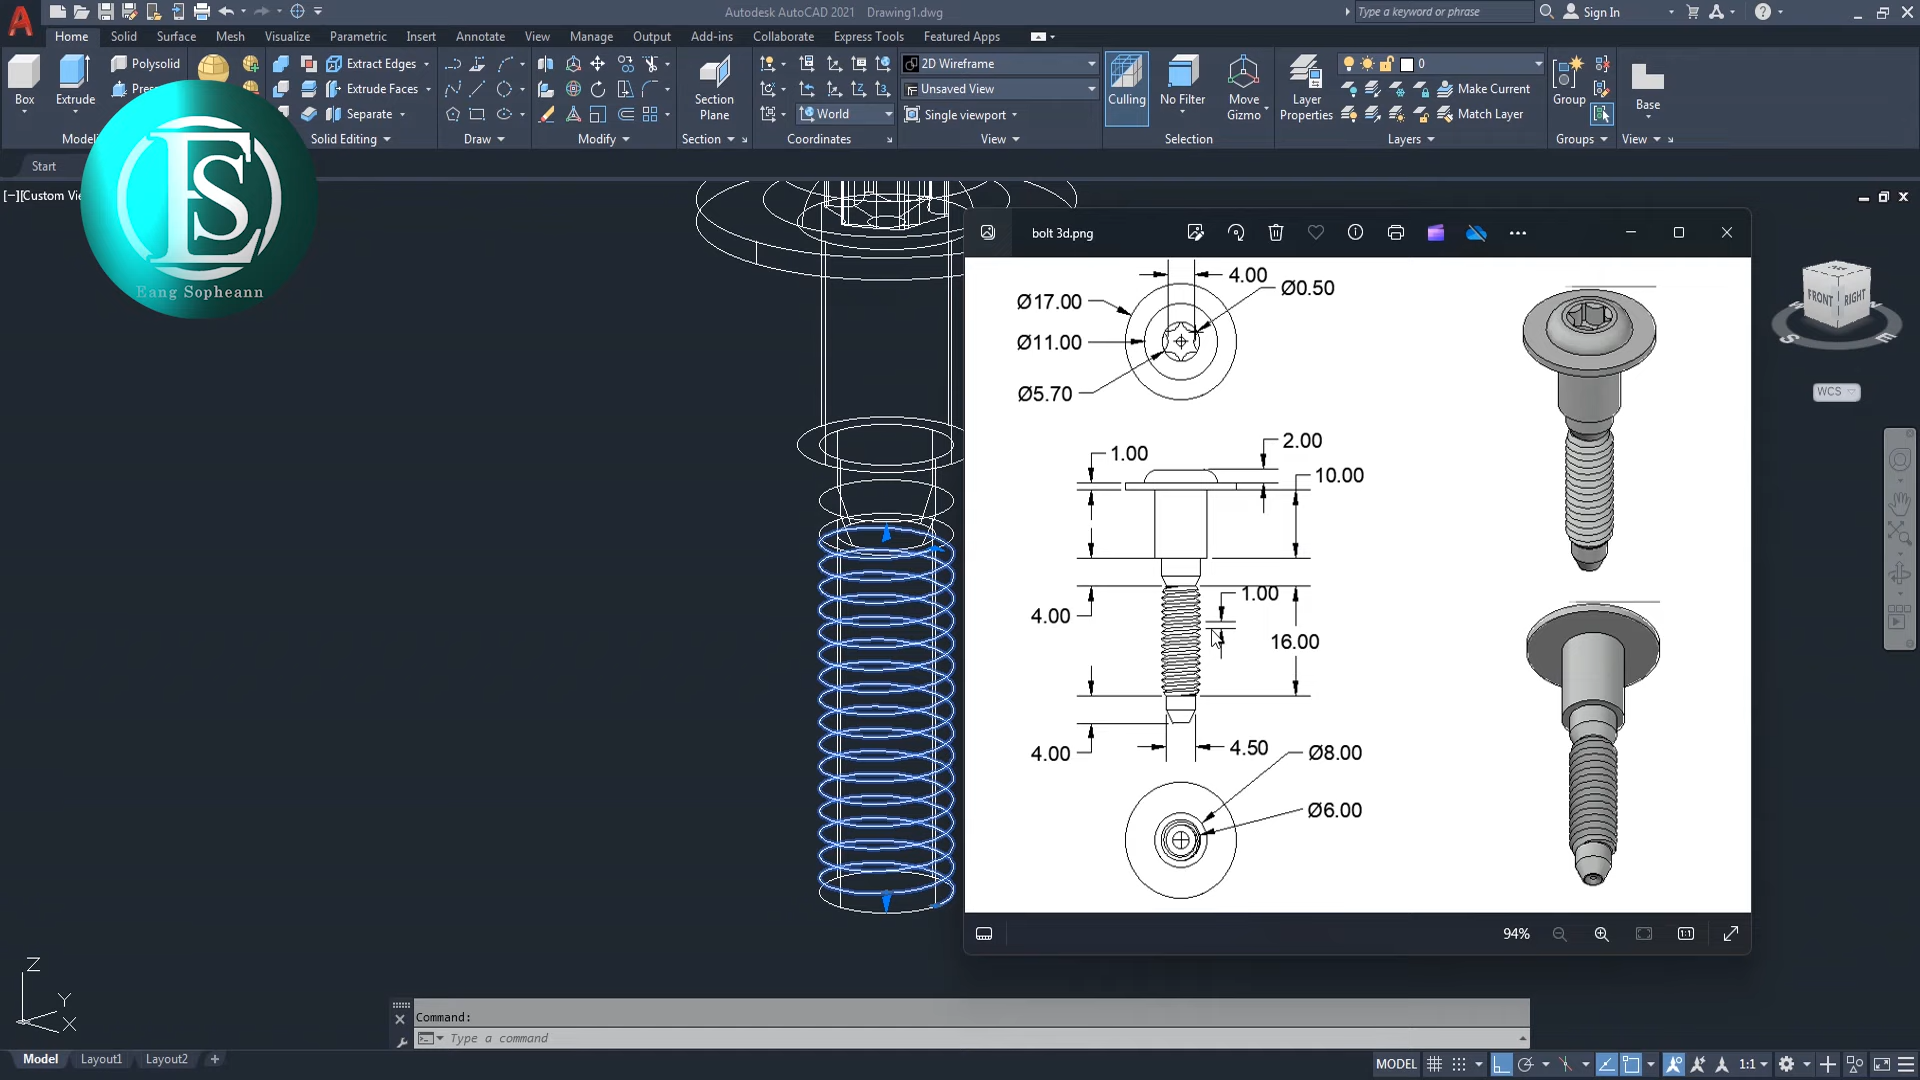 Autodesk AutoCAD 2021 Drawing1.dwg
Type a keyword or phrase
Sign In
Home Solid Surface Mesh Visualize Parametric Insert Annotate View Manage Output Add-ins Collaborate Express Tools Featured Apps
Box
Extrude
Polysolid
Extract Edges
Extrude Faces
Separate
Solid Editing
Draw
Modify
Section Plane
Section
World
Coordinates
2D Wireframe
Unsaved View
Single viewport
View
Culling
No Filter
Move Gizmo
Selection
Layer Properties
0
Make Current
Match Layer
Layers
Group
Groups
Base
View
Start
ES
Eang Sopheann
bolt 3d.png
4.00
Ø0.50
Ø17.00
Ø11.00
Ø5.70
2.00
1.00
10.00
1.00
4.00
16.00
4.50
Ø8.00
4.00
Ø6.00
94%
1:1
FRONT
RIGHT
S
E
WCS
Z
Y
X
Command:
Type a command
Model Layout1 Layout2 +
MODEL
1:1